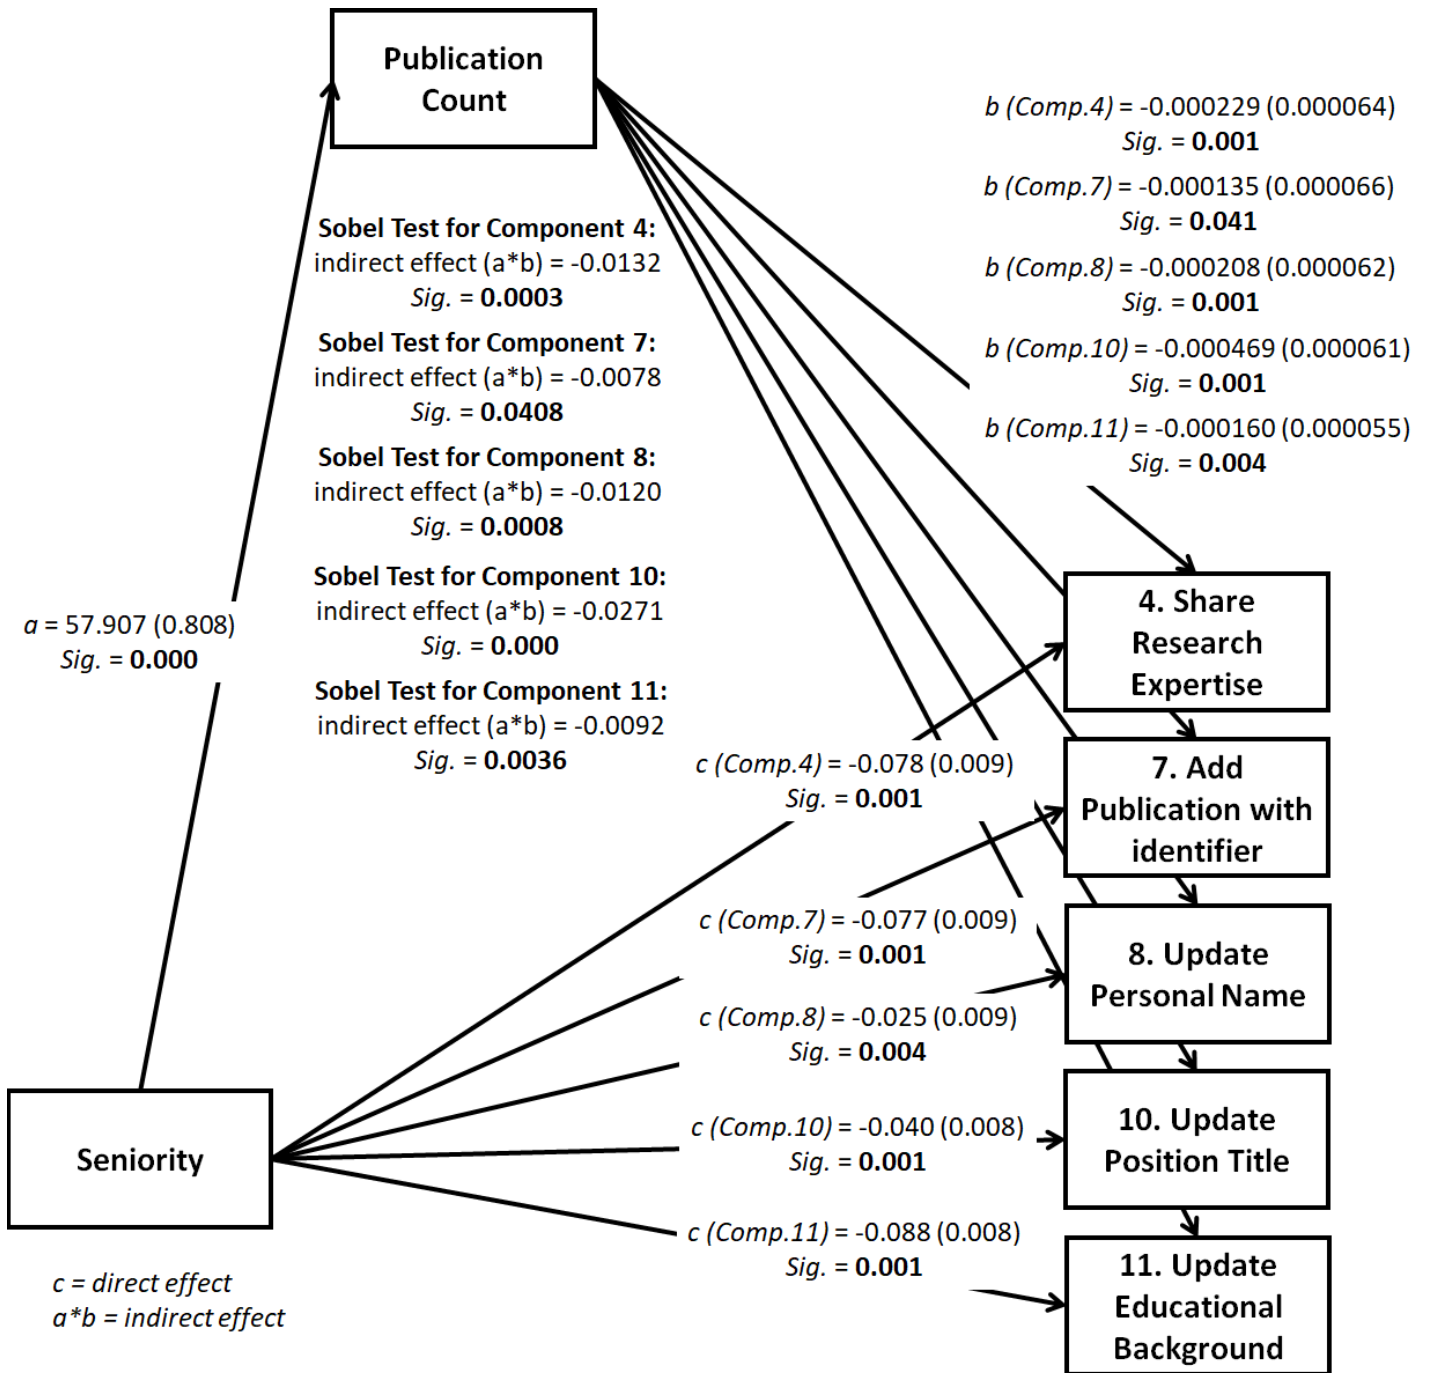 Publication
Count
b (Comp.4) = -0.000229 (0.000064)
Sig. = 0.001
b (Comp.7) = -0.000135 (0.000066)
Sig. = 0.041
b (Comp.8) = -0.000208 (0.000062)
Sig. = 0.001
b (Comp.10) = -0.000469 (0.000061)
Sig. = 0.001
b (Comp.11) = -0.000160 (0.000055)
Sig. = 0.004
Sobel Test for Component 4:
indirect effect (a*b) = -0.0132
Sig. = 0.0003
Sobel Test for Component 7:
indirect effect (a*b) = -0.0078
Sig. = 0.0408
Sobel Test for Component 8:
indirect effect (a*b) = -0.0120
Sig. = 0.0008
Sobel Test for Component 10:
indirect effect (a*b) = -0.0271
Sig. = 0.000
Sobel Test for Component 11:
indirect effect (a*b) = -0.0092
Sig. = 0.0036
a = 57.907 (0.808)
Sig. = 0.000
4. Share
Research
Expertise
c (Comp.4) = -0.078 (0.009)
Sig. = 0.001
7. Add
Publication with
identifier
c (Comp.7) = -0.077 (0.009)
Sig. = 0.001
8. Update
Personal Name
c (Comp.8) = -0.025 (0.009)
Sig. = 0.004
c (Comp.10) = -0.040 (0.008)
Sig. = 0.001
10. Update
Position Title
Seniority
c (Comp.11) = -0.088 (0.008)
Sig. = 0.001
11. Update
Educational
Background
c = direct effect
a*b = indirect effect